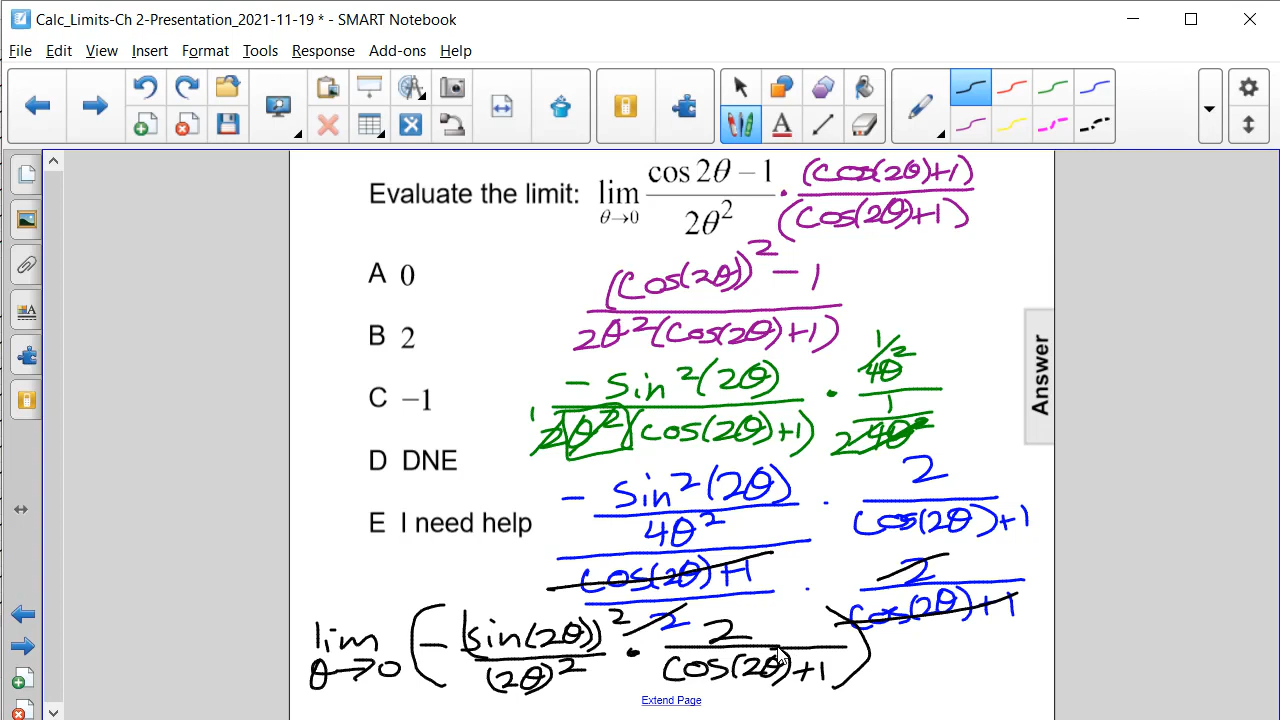 Calc_Limits-Ch 2-Presentation_2021-11-19 * - SMART Notebook
File Edit View Insert Format Tools Response Add-ons Help
Evaluate the limit: lim θ→0 (cos 2θ – 1)/(2θ²) · (cos(2θ)+1)/(cos(2θ)+1)
A 0
((cos(2θ))² – 1)/(2θ²(cos(2θ)+1))
B 2
– sin²(2θ)/(2θ²(cos(2θ)+1)) · (1/4θ²)/(1/4θ²)
1
2
C –1
D DNE
– (sin²(2θ)/4θ²)/((cos(2θ)+1)/2) · (2/(cos(2θ)+1))/(2/(cos(2θ)+1))
E I need help
lim θ→0 (– (sin(2θ))²/(2θ)² · 2/(cos(2θ)+1))
Extend Page
Answer